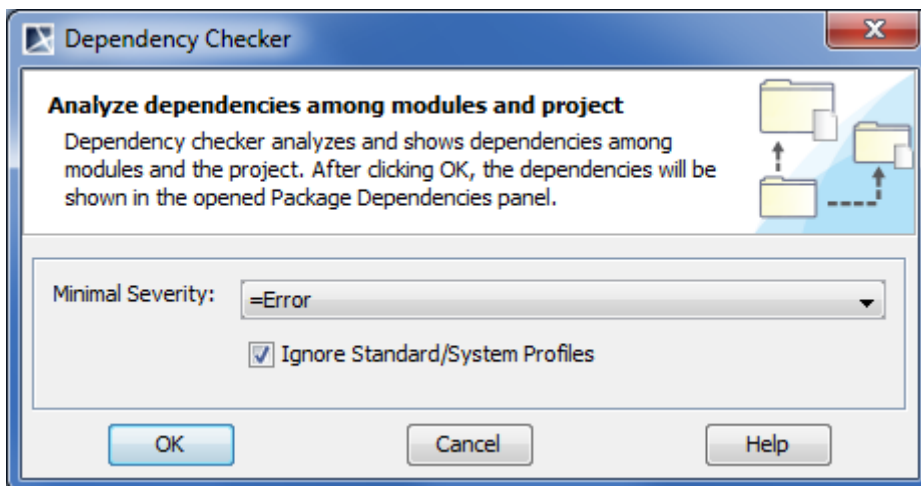 Dependency Checker
Analyze dependencies among modules and project
Dependency checker analyzes and shows dependencies among
modules and the project. After clicking OK, the dependencies will be
shown in the opened Package Dependencies panel.
Minimal Severity: =Error
Ignore Standard/System Profiles
OK Cancel Help